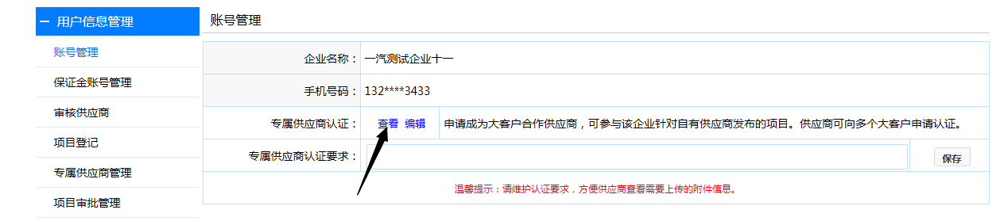 用户信息管理
账号管理
保证金账号管理
审核供应商
项目登记
专属供应商管理
项目审批管理
账号管理
企业名称： 一汽测试企业十一
手机号码： 132****3433
专属供应商认证： 查看 编辑 申请成为大客户合作供应商，可参与该企业针对自有供应商发布的项目。供应商可向多个大客户申请认证。
专属供应商认证要求： 保存
温馨提示：请维护认证要求，方便供应商查看需要上传的附件信息。